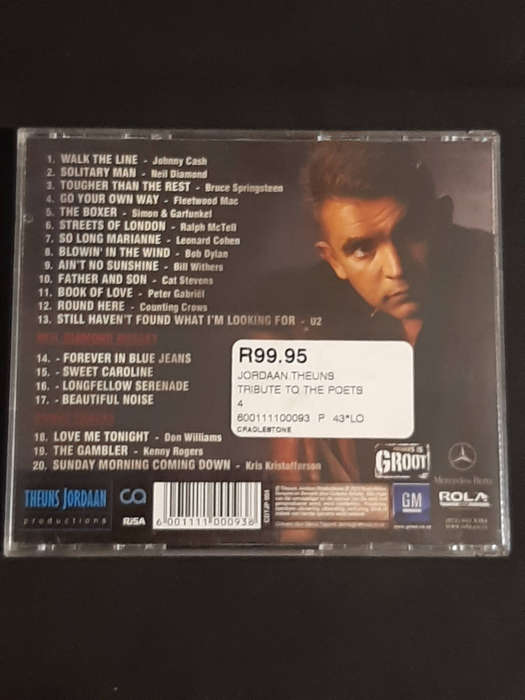 1. WALK THE LINE - Johnny Cash
2. SOLITARY MAN - Neil Diamond
3. TOUGHER THAN THE REST - Bruce Springsteen
4. GO YOUR OWN WAY - Fleetwood Mac
5. THE BOXER - Simon & Garfunkel
6. STREETS OF LONDON - Ralph McTell
7. SO LONG MARIANNE - Leonard Cohen
8. BLOWIN' IN THE WIND - Bob Dylan
9. AIN'T NO SUNSHINE - Bill Withers
10. FATHER AND SON - Cat Stevens
11. BOOK OF LOVE - Peter Gabriel
12. ROUND HERE - Counting Crows
13. STILL HAVEN'T FOUND WHAT I'M LOOKING FOR - U2
NEIL DIAMOND MEDLEY
14. - FOREVER IN BLUE JEANS
15. - SWEET CAROLINE
16. - LONGFELLOW SERENADE
17. - BEAUTIFUL NOISE
18. LOVE ME TONIGHT - Don Williams
19. THE GAMBLER - Kenny Rogers
20. SUNDAY MORNING COMING DOWN - Kris Kristofferson
R99.95
JORDAAN THEUNS
TRIBUTE TO THE POETS
4
600111100093 P 43*LO
CRADLESTONE
GROOT
Mercedes-Benz
THEUNS JORDAAN
productions
RiSA
6 001111 000938
GM
ROLA